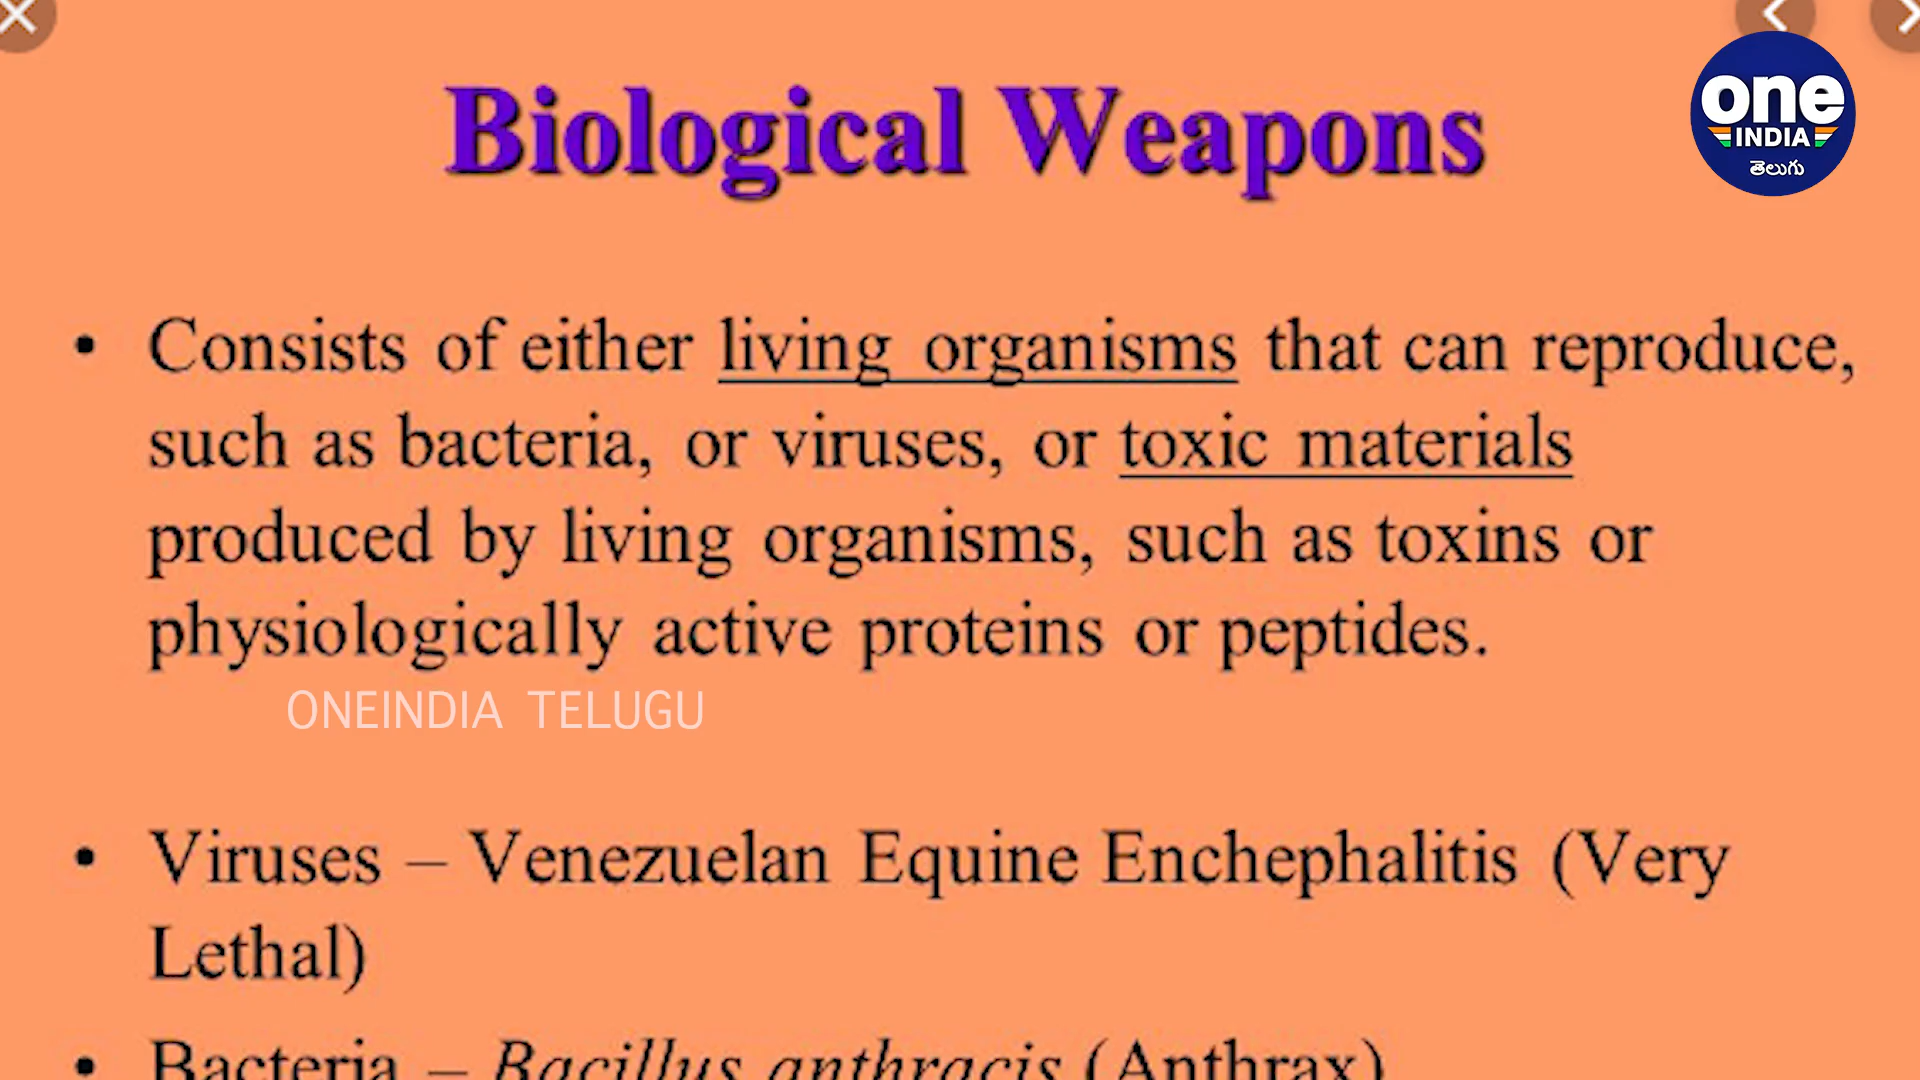 Biological Weapons
one
INDIA
తెలుగు
• Consists of either living organisms that can reproduce,
such as bacteria, or viruses, or toxic materials
produced by living organisms, such as toxins or
physiologically active proteins or peptides.
ONEINDIA TELUGU
• Viruses – Venezuelan Equine Enchephalitis (Very
Lethal)
• Bacteria – Bacillus anthracis (Anthrax)